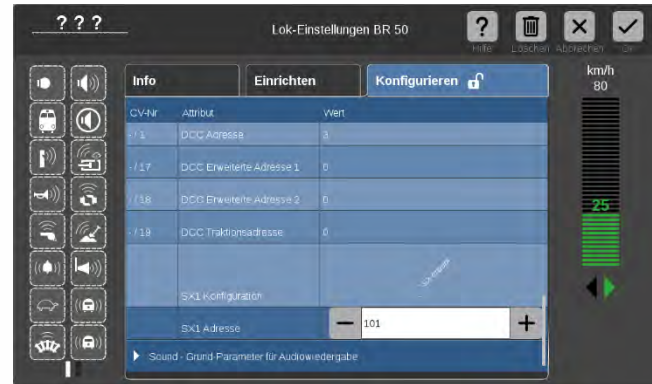 ? ? ?
Lok-Einstellungen BR 50
?
Hilfe
Löschen
Abbrechen
Ok
Info
Einrichten
Konfigurieren
km/h
80
CV-Nr
Attribut
Wert
- / 1 DCC Adresse 3
- / 17 DCC Erweiterte Adresse 1 0
- / 18 DCC Erweiterte Adresse 2 0
- / 19 DCC Traktionsadresse 0
25
SX1 Konfiguration
SX1 Adresse
101
Sound - Grund-Parameter für Audiowiedergabe